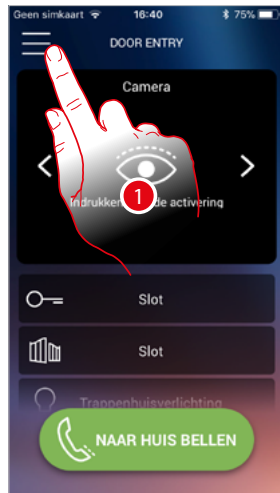 Geen simkaart 16:40 75%
DOOR ENTRY
Camera
Indrukken de activering
1
Slot
Slot
Trappenhuisverlichting
NAAR HUIS BELLEN